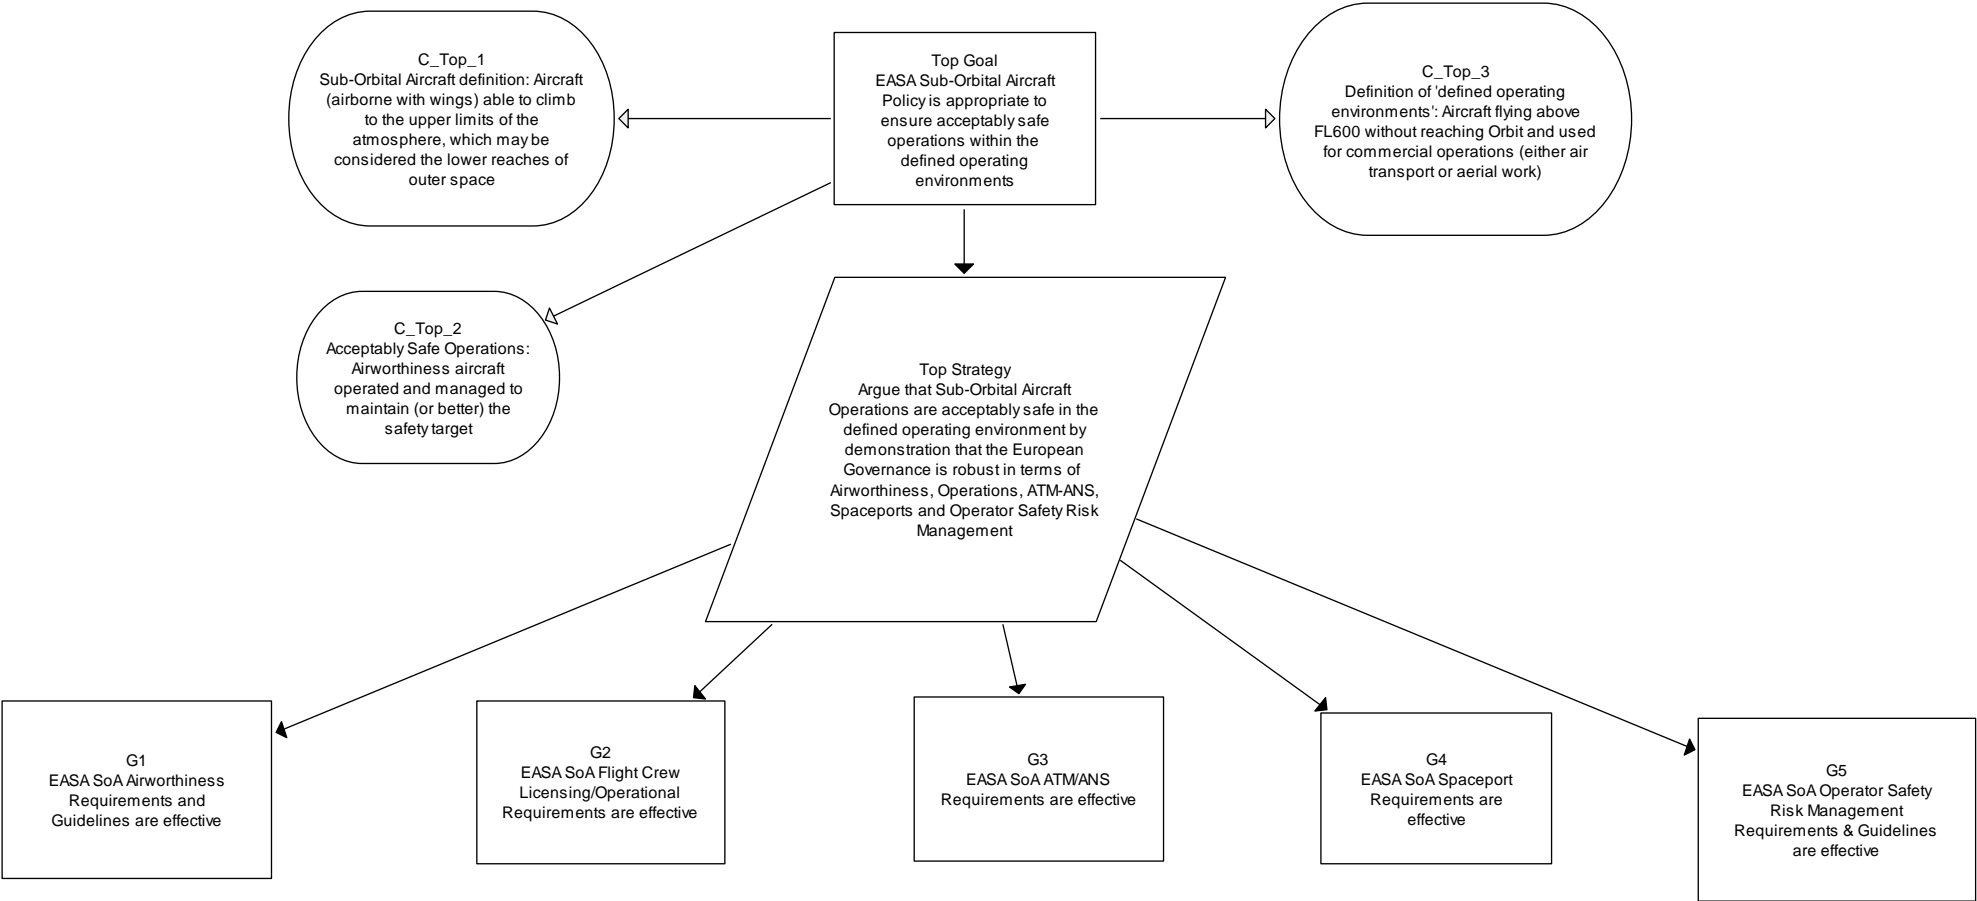 C_Top_1
Sub-Orbital Aircraft definition: Aircraft
(airborne with wings) able to climb
to the upper limits of the
atmosphere, which may be
considered the lower reaches of
outer space
Top Goal
EASA Sub-Orbital Aircraft
Policy is appropriate to
ensure acceptably safe
operations within the
defined operating
environments
C_Top_3
Definition of 'defined operating
environments': Aircraft flying above
FL600 without reaching Orbit and used
for commercial operations (either air
transport or aerial work)
C_Top_2
Acceptably Safe Operations:
Airworthiness aircraft
operated and managed to
maintain (or better) the
safety target
Top Strategy
Argue that Sub-Orbital Aircraft
Operations are acceptably safe in the
defined operating environment by
demonstration that the European
Governance is robust in terms of
Airworthiness, Operations, ATM-ANS,
Spaceports and Operator Safety Risk
Management
G1
EASA SoA Airworthiness
Requirements and
Guidelines are effective
G2
EASA SoA Flight Crew
Licensing/Operational
Requirements are effective
G3
EASA SoA ATM/ANS
Requirements are effective
G4
EASA SoA Spaceport
Requirements are
effective
G5
EASA SoA Operator Safety
Risk Management
Requirements & Guidelines
are effective